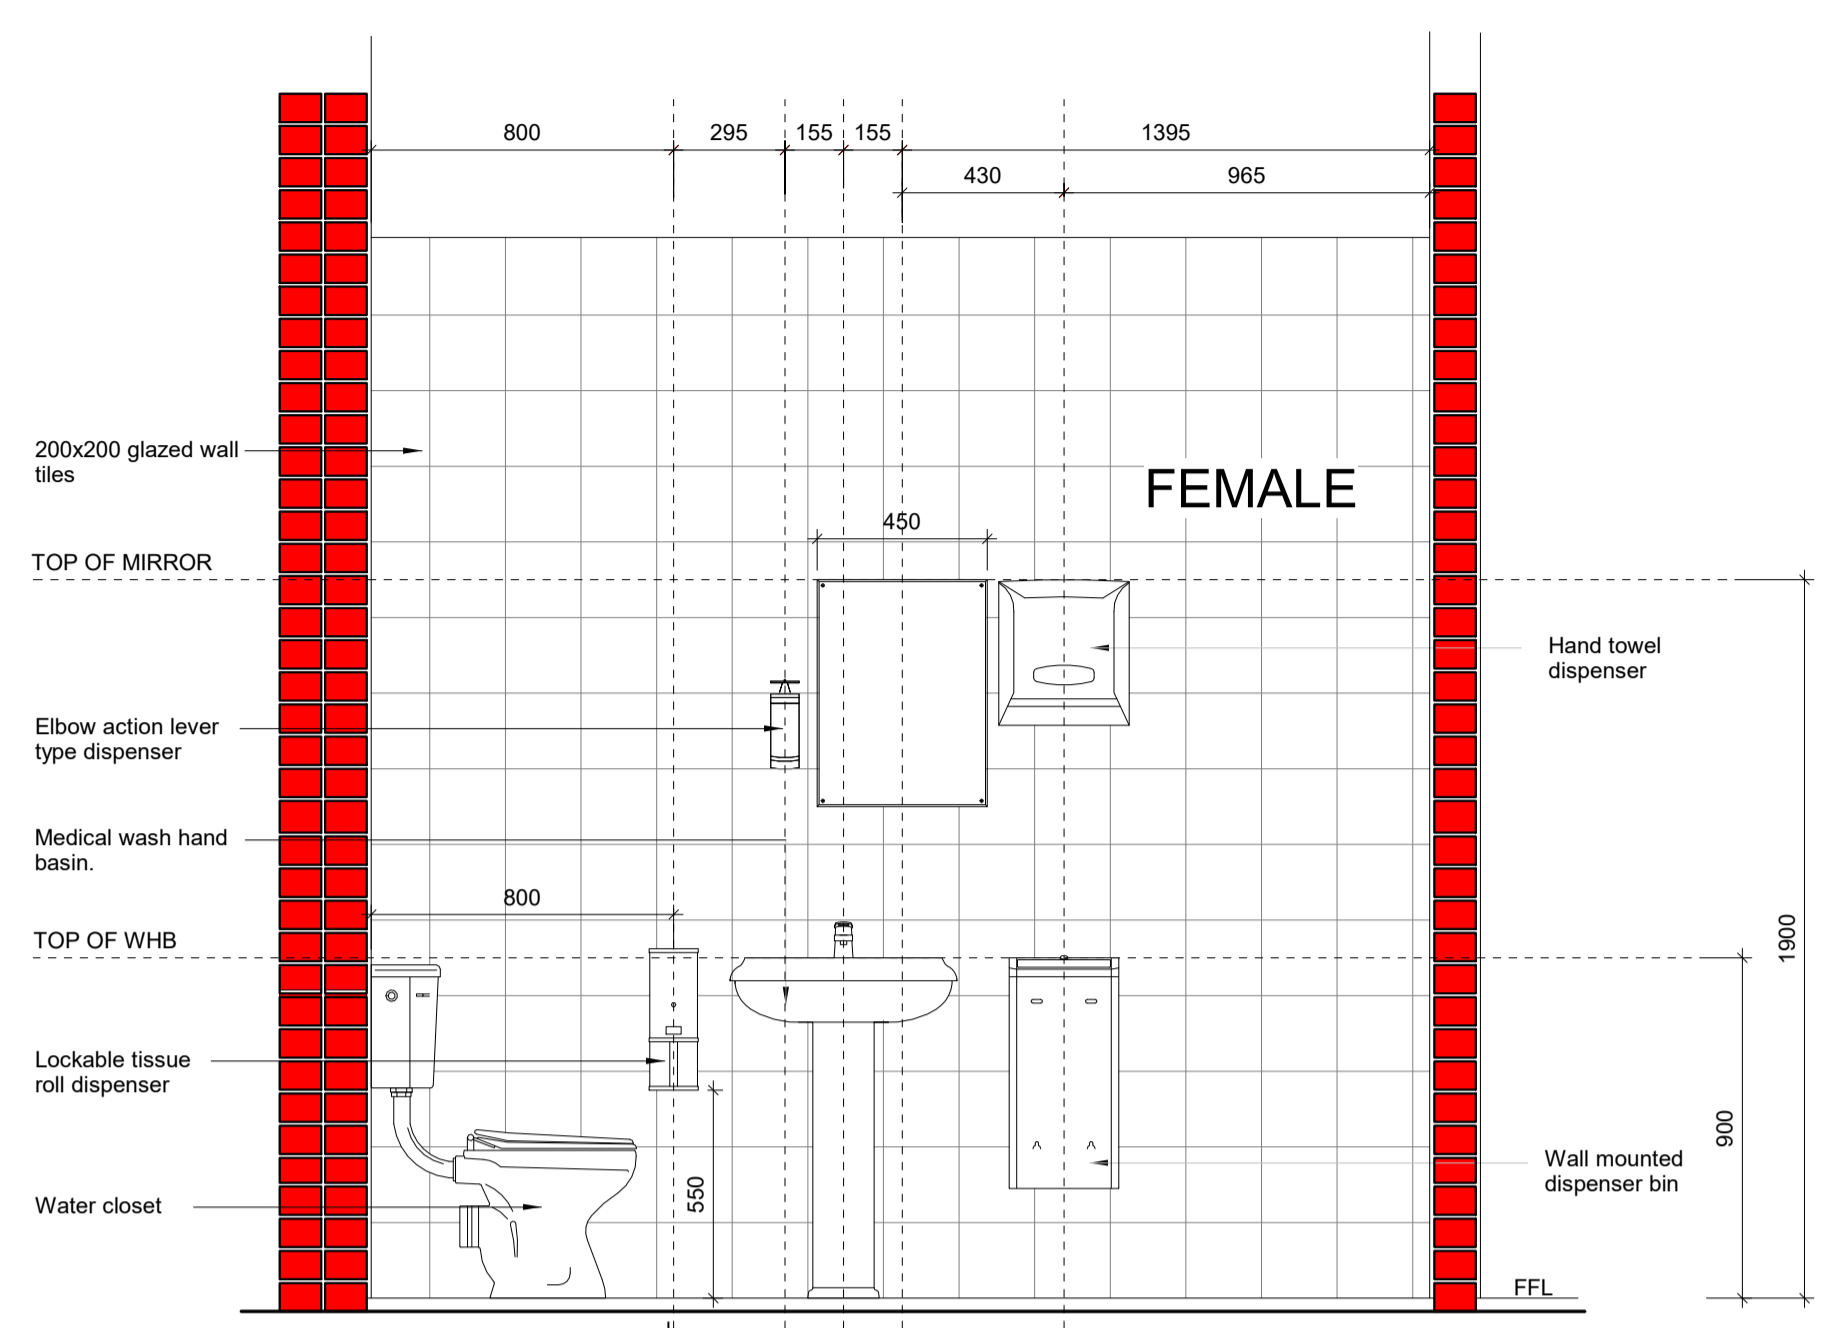 800
295
155
155
1395
430
965
200x200 glazed wall
tiles
FEMALE
450
TOP OF MIRROR
Hand towel
dispenser
Elbow action lever
type dispenser
Medical wash hand
basin.
800
TOP OF WHB
1900
900
Lockable tissue
roll dispenser
550
Water closet
Wall mounted
dispenser bin
FFL